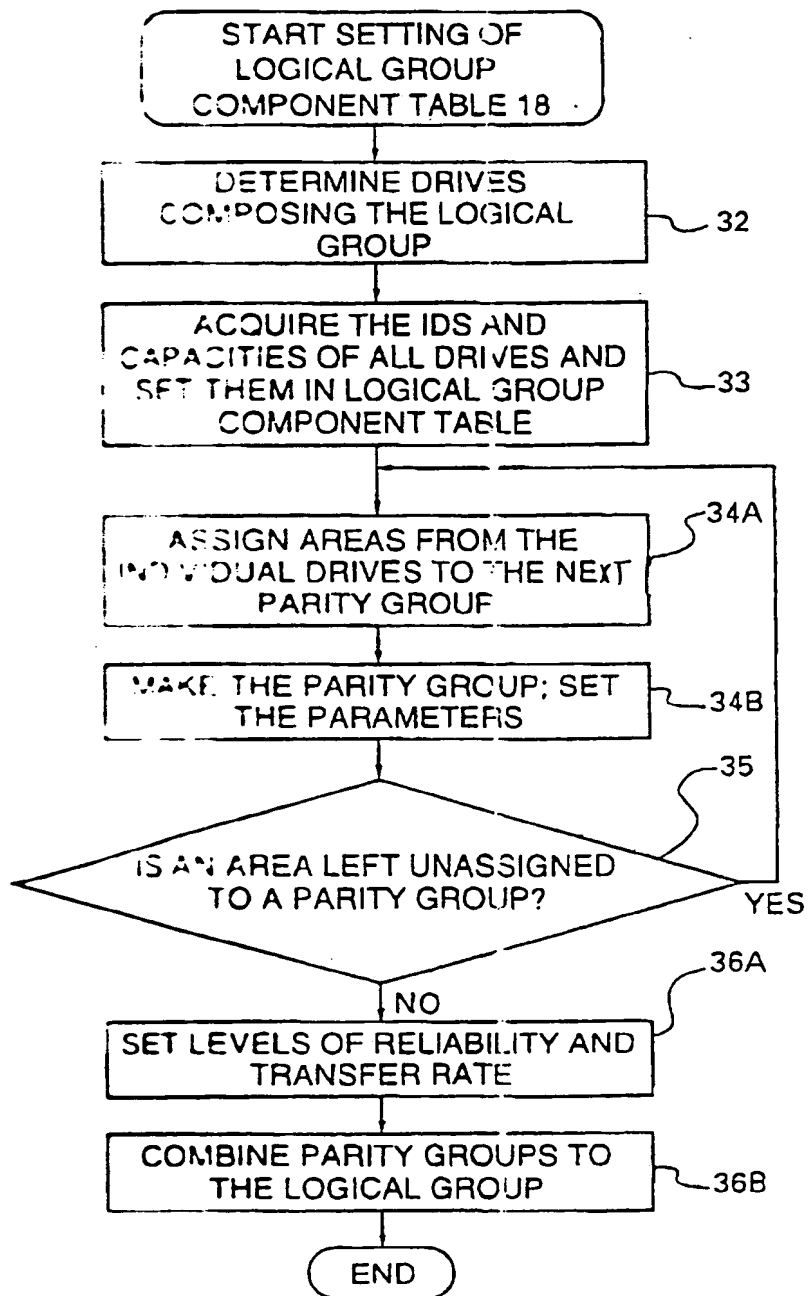 START SETTING OF
LOGICAL GROUP
COMPONENT TABLE 18
DETERMINE DRIVES
COMPOSING THE LOGICAL
GROUP
32
ACQUIRE THE IDS AND
CAPACITIES OF ALL DRIVES AND
SET THEM IN LOGICAL GROUP
COMPONENT TABLE
33
ASSIGN AREAS FROM THE
INDIVIDUAL DRIVES TO THE NEXT
PARITY GROUP
34A
MAKE THE PARITY GROUP; SET
THE PARAMETERS
34B
35
IS AN AREA LEFT UNASSIGNED
TO A PARITY GROUP?
YES
NO
36A
SET LEVELS OF RELIABILITY AND
TRANSFER RATE
COMBINE PARITY GROUPS TO
THE LOGICAL GROUP
36B
END